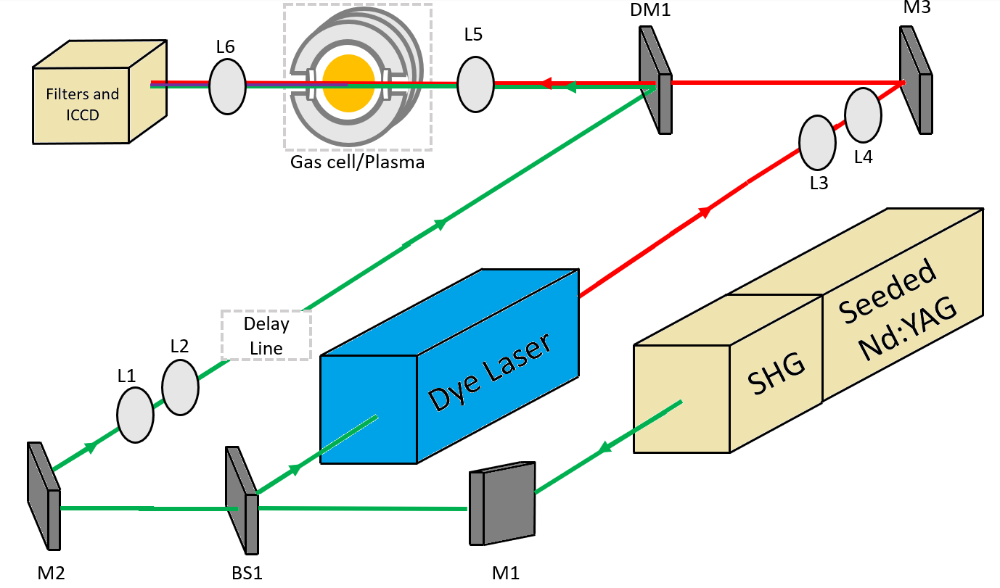 DM1
M3
L6
L5
Filters and
ICCD
Gas cell/Plasma
L4
L3
Seeded
Nd:YAG
SHG
Delay
Line
Dye Laser
L2
L1
M2
BS1
M1